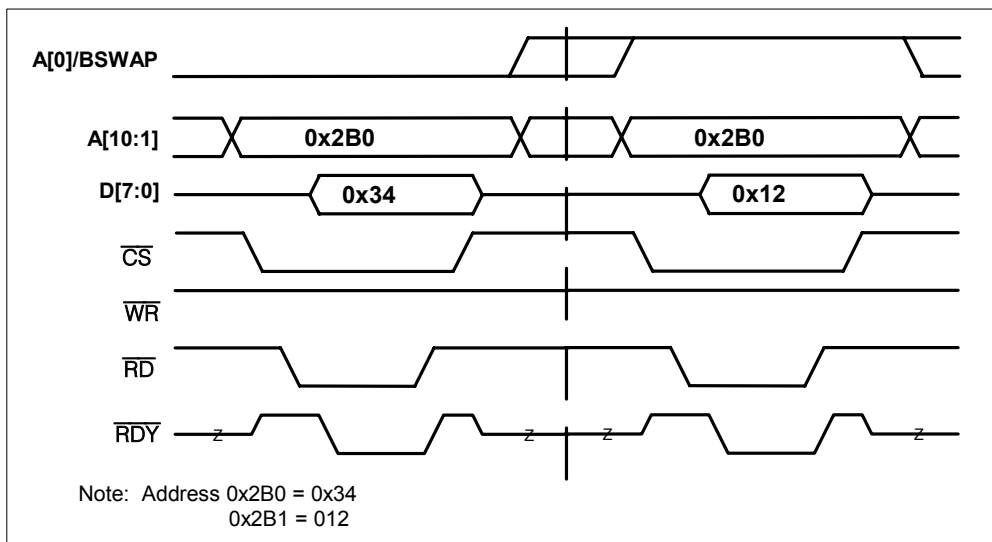 A[0]/BSWAP
A[10:1] 0x2B0 0x2B0
D[7:0] 0x34 0x12
CS
WR
RD
RDY Z Z Z Z
Note: Address 0x2B0 = 0x34
0x2B1 = 012